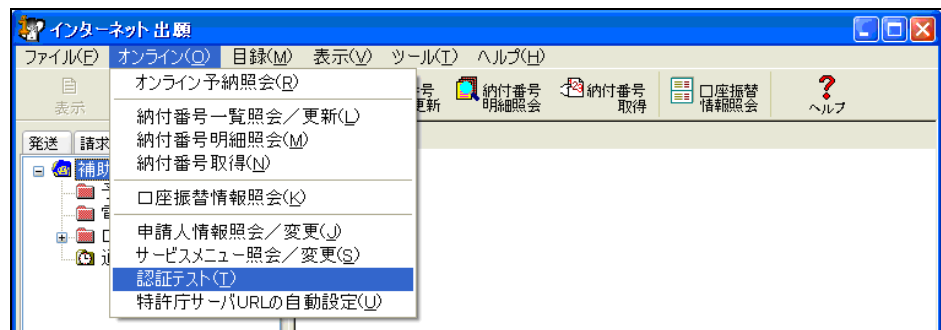 インターネット出願
ファイル(F) オンライン(O) 目録(M) 表示(V) ツール(T) ヘルプ(H)
表示
オンライン予納照会(R)
納付番号一覧照会／更新(L)
納付番号明細照会(M)
納付番号取得(N)
口座振替情報照会(K)
申請人情報照会／変更(J)
サービスメニュー照会／変更(S)
認証テスト(T)
特許庁サーバURLの自動設定(U)
号
更新
納付番号
明細照会
納付番号
取得
口座振替
情報照会
ヘルプ
発送 請求
補助